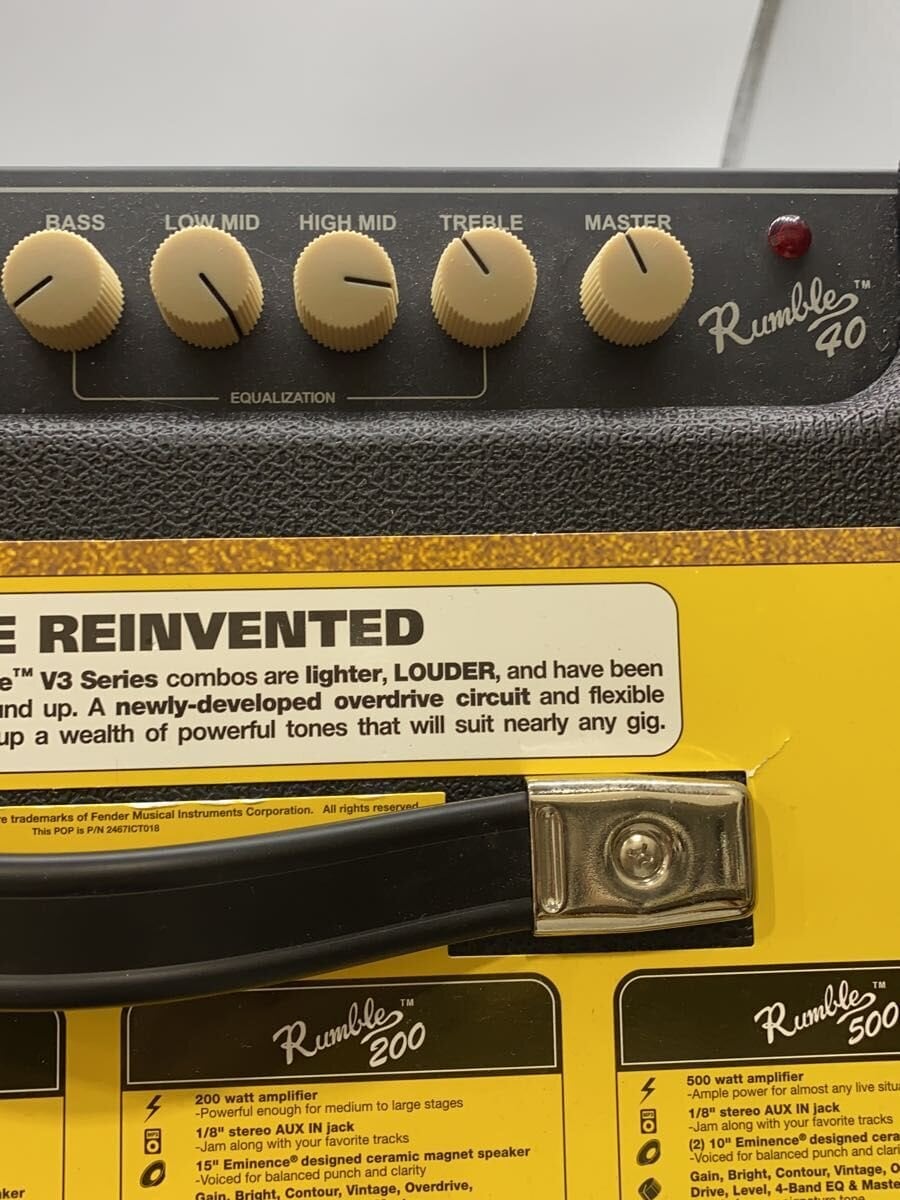 BASS LOW MID HIGH MID TREBLE MASTER
Rumble™
40
EQUALIZATION
E REINVENTED
e™ V3 Series combos are lighter, LOUDER, and have been
und up. A newly-developed overdrive circuit and flexible
up a wealth of powerful tones that will suit nearly any gig.
re trademarks of Fender Musical Instruments Corporation. All rights reserved
This POP is P/N 2467ICT018
Rumble™
200
200 watt amplifier
-Powerful enough for medium to large stages
1/8" stereo AUX IN jack
-Jam along with your favorite tracks
15" Eminence® designed ceramic magnet speaker
-Voiced for balanced punch and clarity
Gain, Bright, Contour, Vintage, Overdrive,
Rumble™
500
500 watt amplifier
-Ample power for almost any live situ
1/8" stereo AUX IN jack
-Jam along with your favorite tracks
(2) 10" Eminence® designed cera
-Voiced for balanced punch and clari
Gain, Bright, Contour, Vintage, O
Drive, Level, 4-Band EQ & Maste